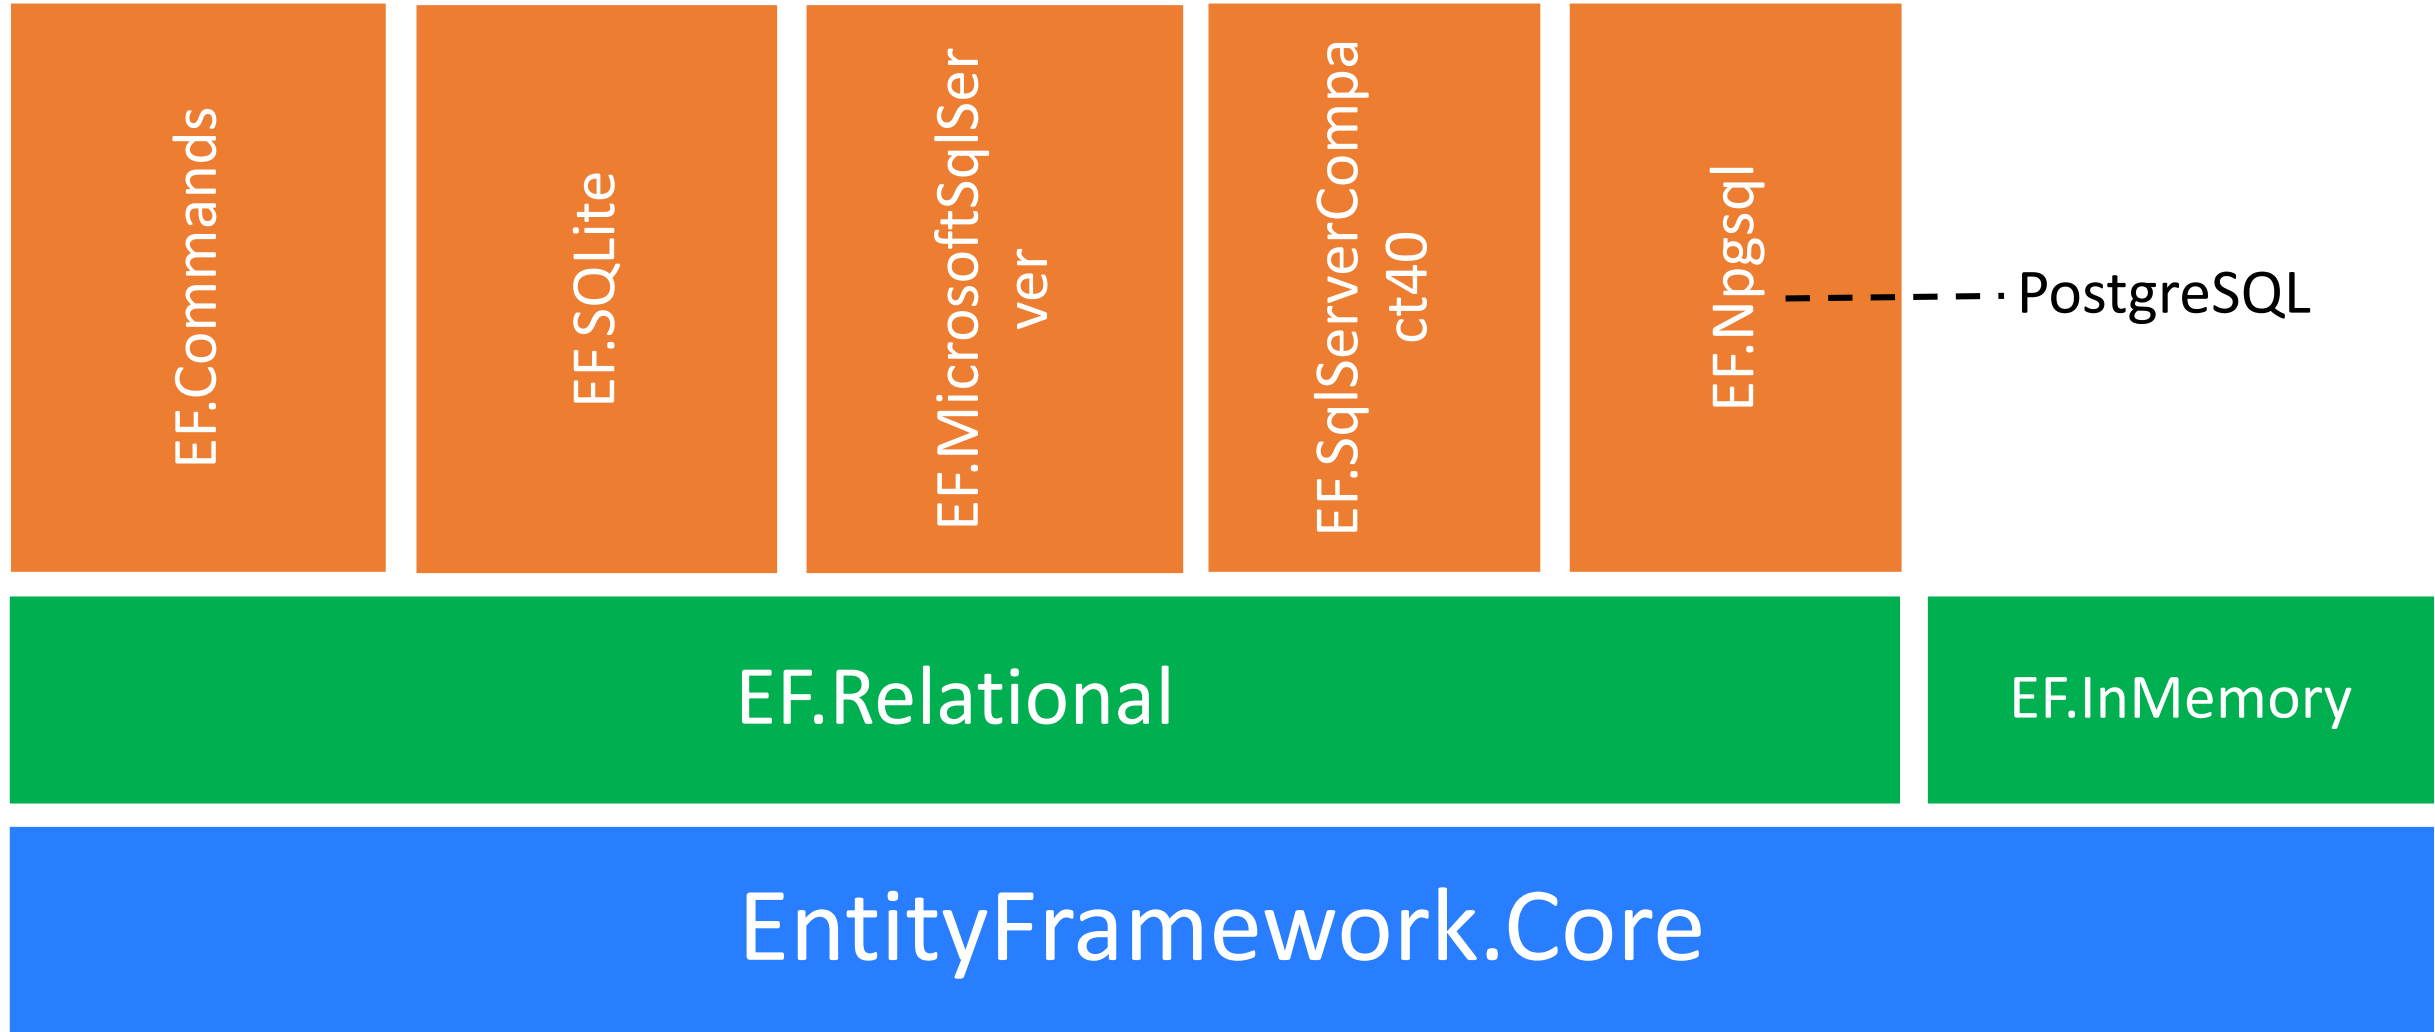 EF.Commands
EF.SQLite
EF.MicrosoftSqlSer
ver
EF.SqlServerCompa
ct40
EF.Npgsql
PostgreSQL
EF.Relational
EF.InMemory
EntityFramework.Core